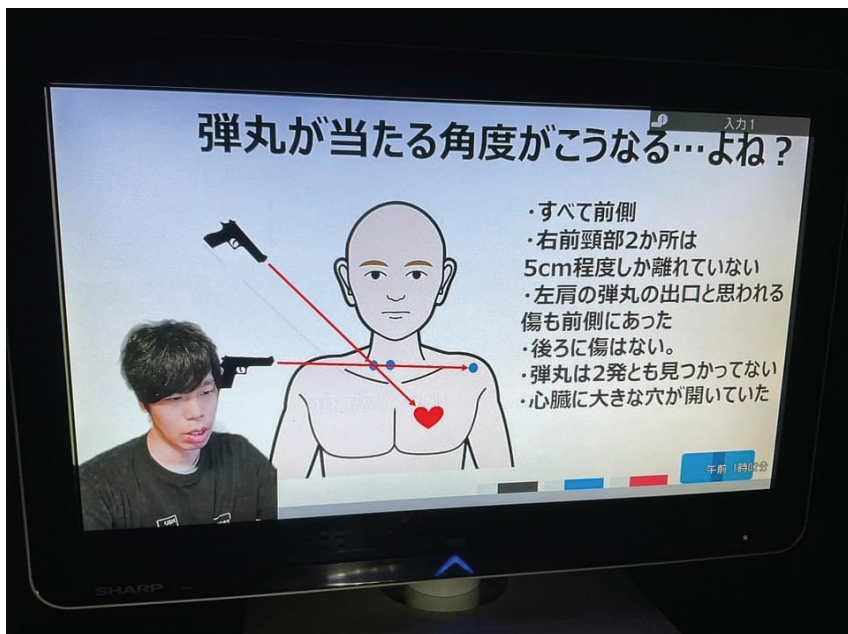 入力1
弾丸が当たる角度がこうなる…よね？
・すべて前側
・右前頸部2か所は
5cm程度しか離れていない
・左肩の弾丸の出口と思われる
傷も前側にあった
・後ろに傷はない。
・弾丸は2発とも見つかってない
・心臓に大きな穴が開いていた
午前 1時02分
SHARP